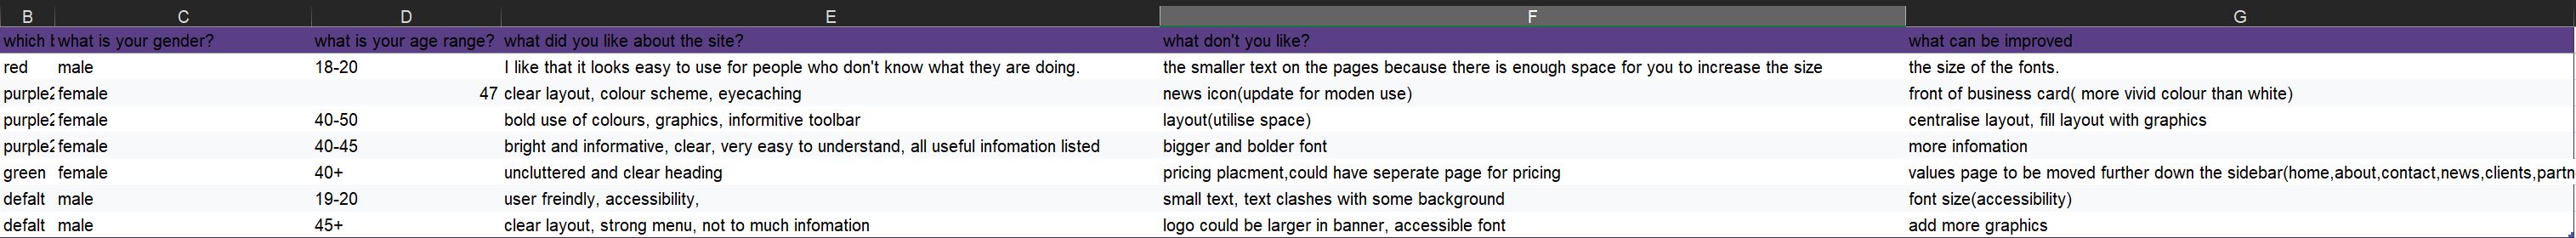 B C D E F G
which t what is your gender? what is your age range? what did you like about the site? what don't you like? what can be improved
red male 18-20 I like that it looks easy to use for people who don't know what they are doing. the smaller text on the pages because there is enough space for you to increase the size the size of the fonts.
purple2 female 47 clear layout, colour scheme, eyecaching news icon(update for moden use) front of business card( more vivid colour than white)
purple2 female 40-50 bold use of colours, graphics, informitive toolbar layout(utilise space) centralise layout, fill layout with graphics
purple2 female 40-45 bright and informative, clear, very easy to understand, all useful infomation listed bigger and bolder font more infomation
green female 40+ uncluttered and clear heading pricing placment,could have seperate page for pricing values page to be moved further down the sidebar(home,about,contact,news,clients,partn
defalt male 19-20 user freindly, accessibility, small text, text clashes with some background font size(accessibility)
defalt male 45+ clear layout, strong menu, not to much infomation logo could be larger in banner, accessible font add more graphics